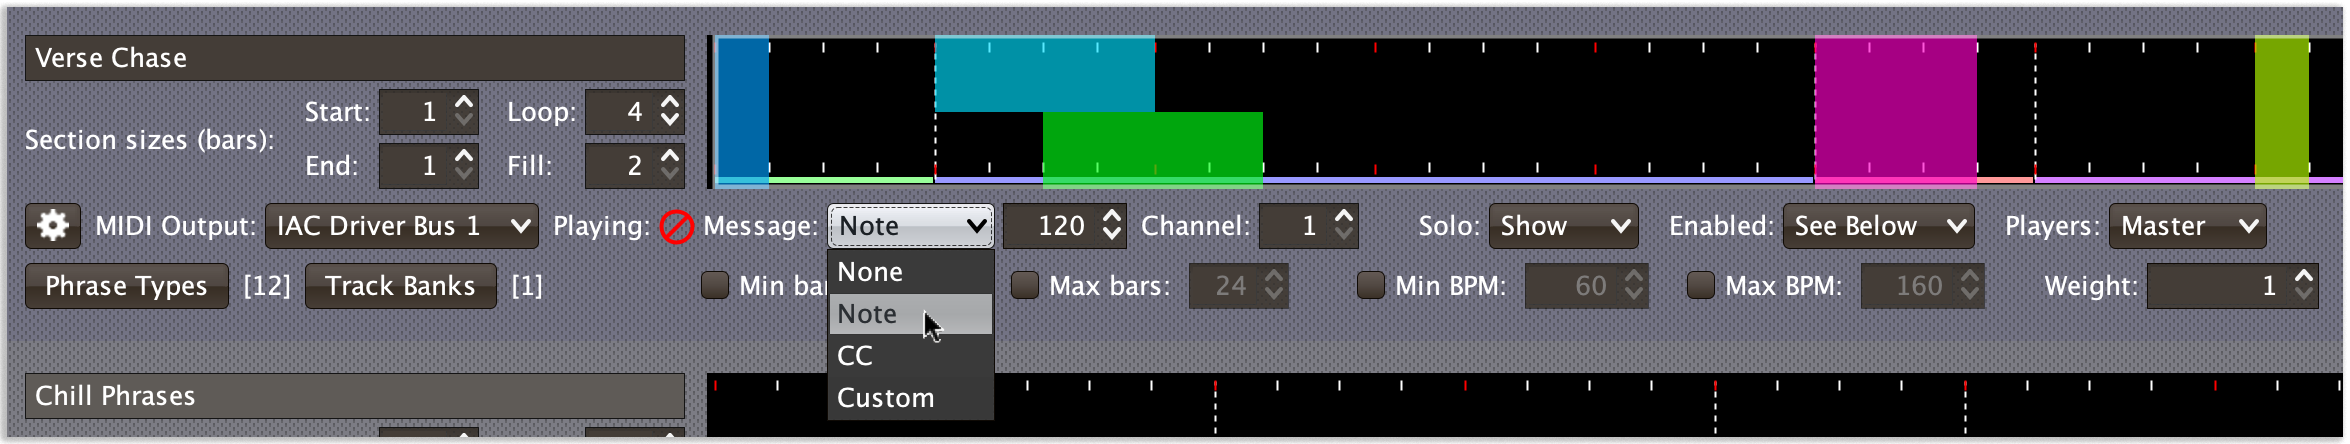 Verse Chase
Start: 1 Loop: 4
Section sizes (bars):
End: 1 Fill: 2
MIDI Output: IAC Driver Bus 1 Playing: Message: Note 120 Channel: 1 Solo: Show Enabled: See Below Players: Master
Phrase Types [12] Track Banks [1] Min Max bars: 24 Min BPM: 60 Max BPM: 160 Weight: 1
None
Note
CC
Custom
Chill Phrases